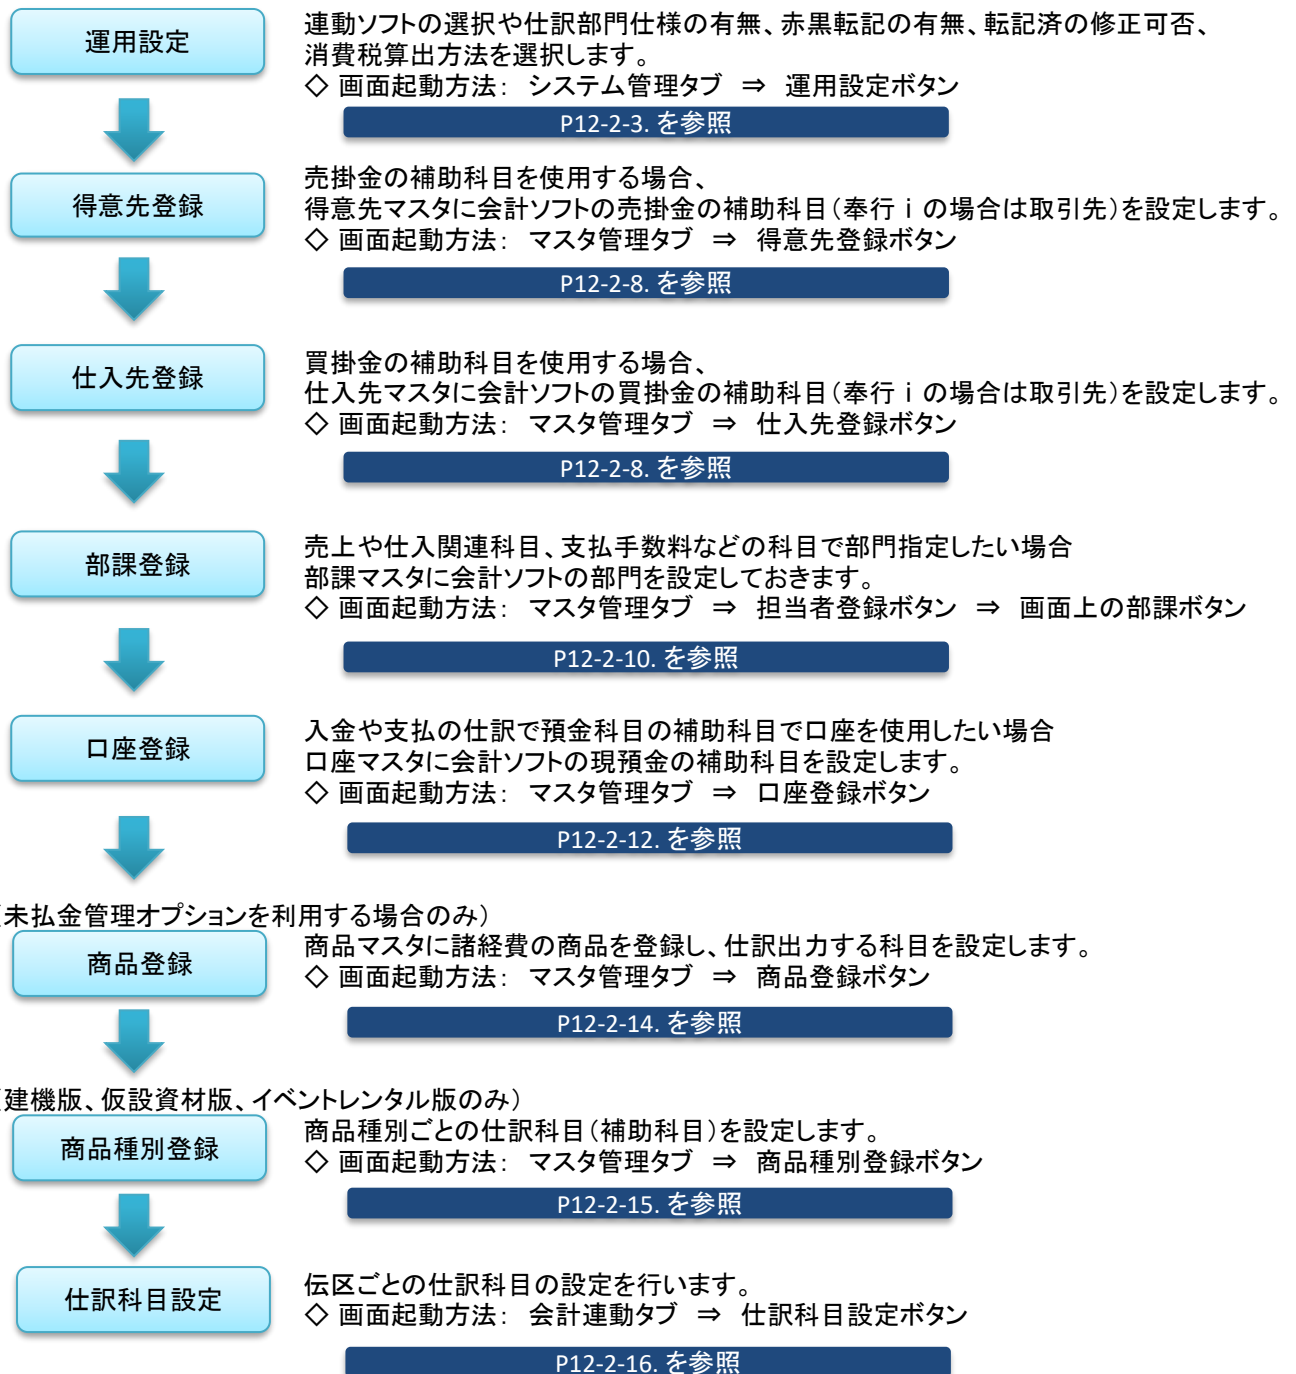 運用設定
連動ソフトの選択や仕訳部門仕様の有無、赤黒転記の有無、転記済の修正可否、
消費税算出方法を選択します。
◇ 画面起動方法： システム管理タブ ⇒ 運用設定ボタン
P12-2-3. を参照
得意先登録
売掛金の補助科目を使用する場合、
得意先マスタに会計ソフトの売掛金の補助科目（奉行ｉの場合は取引先）を設定します。
◇ 画面起動方法： マスタ管理タブ ⇒ 得意先登録ボタン
P12-2-8. を参照
仕入先登録
買掛金の補助科目を使用する場合、
仕入先マスタに会計ソフトの買掛金の補助科目（奉行ｉの場合は取引先）を設定します。
◇ 画面起動方法： マスタ管理タブ ⇒ 仕入先登録ボタン
P12-2-8. を参照
部課登録
売上や仕入関連科目、支払手数料などの科目で部門指定したい場合
部課マスタに会計ソフトの部門を設定しておきます。
◇ 画面起動方法： マスタ管理タブ ⇒ 担当者登録ボタン ⇒ 画面上の部課ボタン
P12-2-10. を参照
口座登録
入金や支払の仕訳で預金科目の補助科目で口座を使用したい場合
口座マスタに会計ソフトの現預金の補助科目を設定します。
◇ 画面起動方法： マスタ管理タブ ⇒ 口座登録ボタン
P12-2-12. を参照
（未払金管理オプションを利用する場合のみ）
商品登録
商品マスタに諸経費の商品を登録し、仕訳出力する科目を設定します。
◇ 画面起動方法： マスタ管理タブ ⇒ 商品登録ボタン
P12-2-14. を参照
（建機版、仮設資材版、イベントレンタル版のみ）
商品種別登録
商品種別ごとの仕訳科目（補助科目）を設定します。
◇ 画面起動方法： マスタ管理タブ ⇒ 商品種別登録ボタン
P12-2-15. を参照
仕訳科目設定
伝区ごとの仕訳科目の設定を行います。
◇ 画面起動方法： 会計連動タブ ⇒ 仕訳科目設定ボタン
P12-2-16. を参照